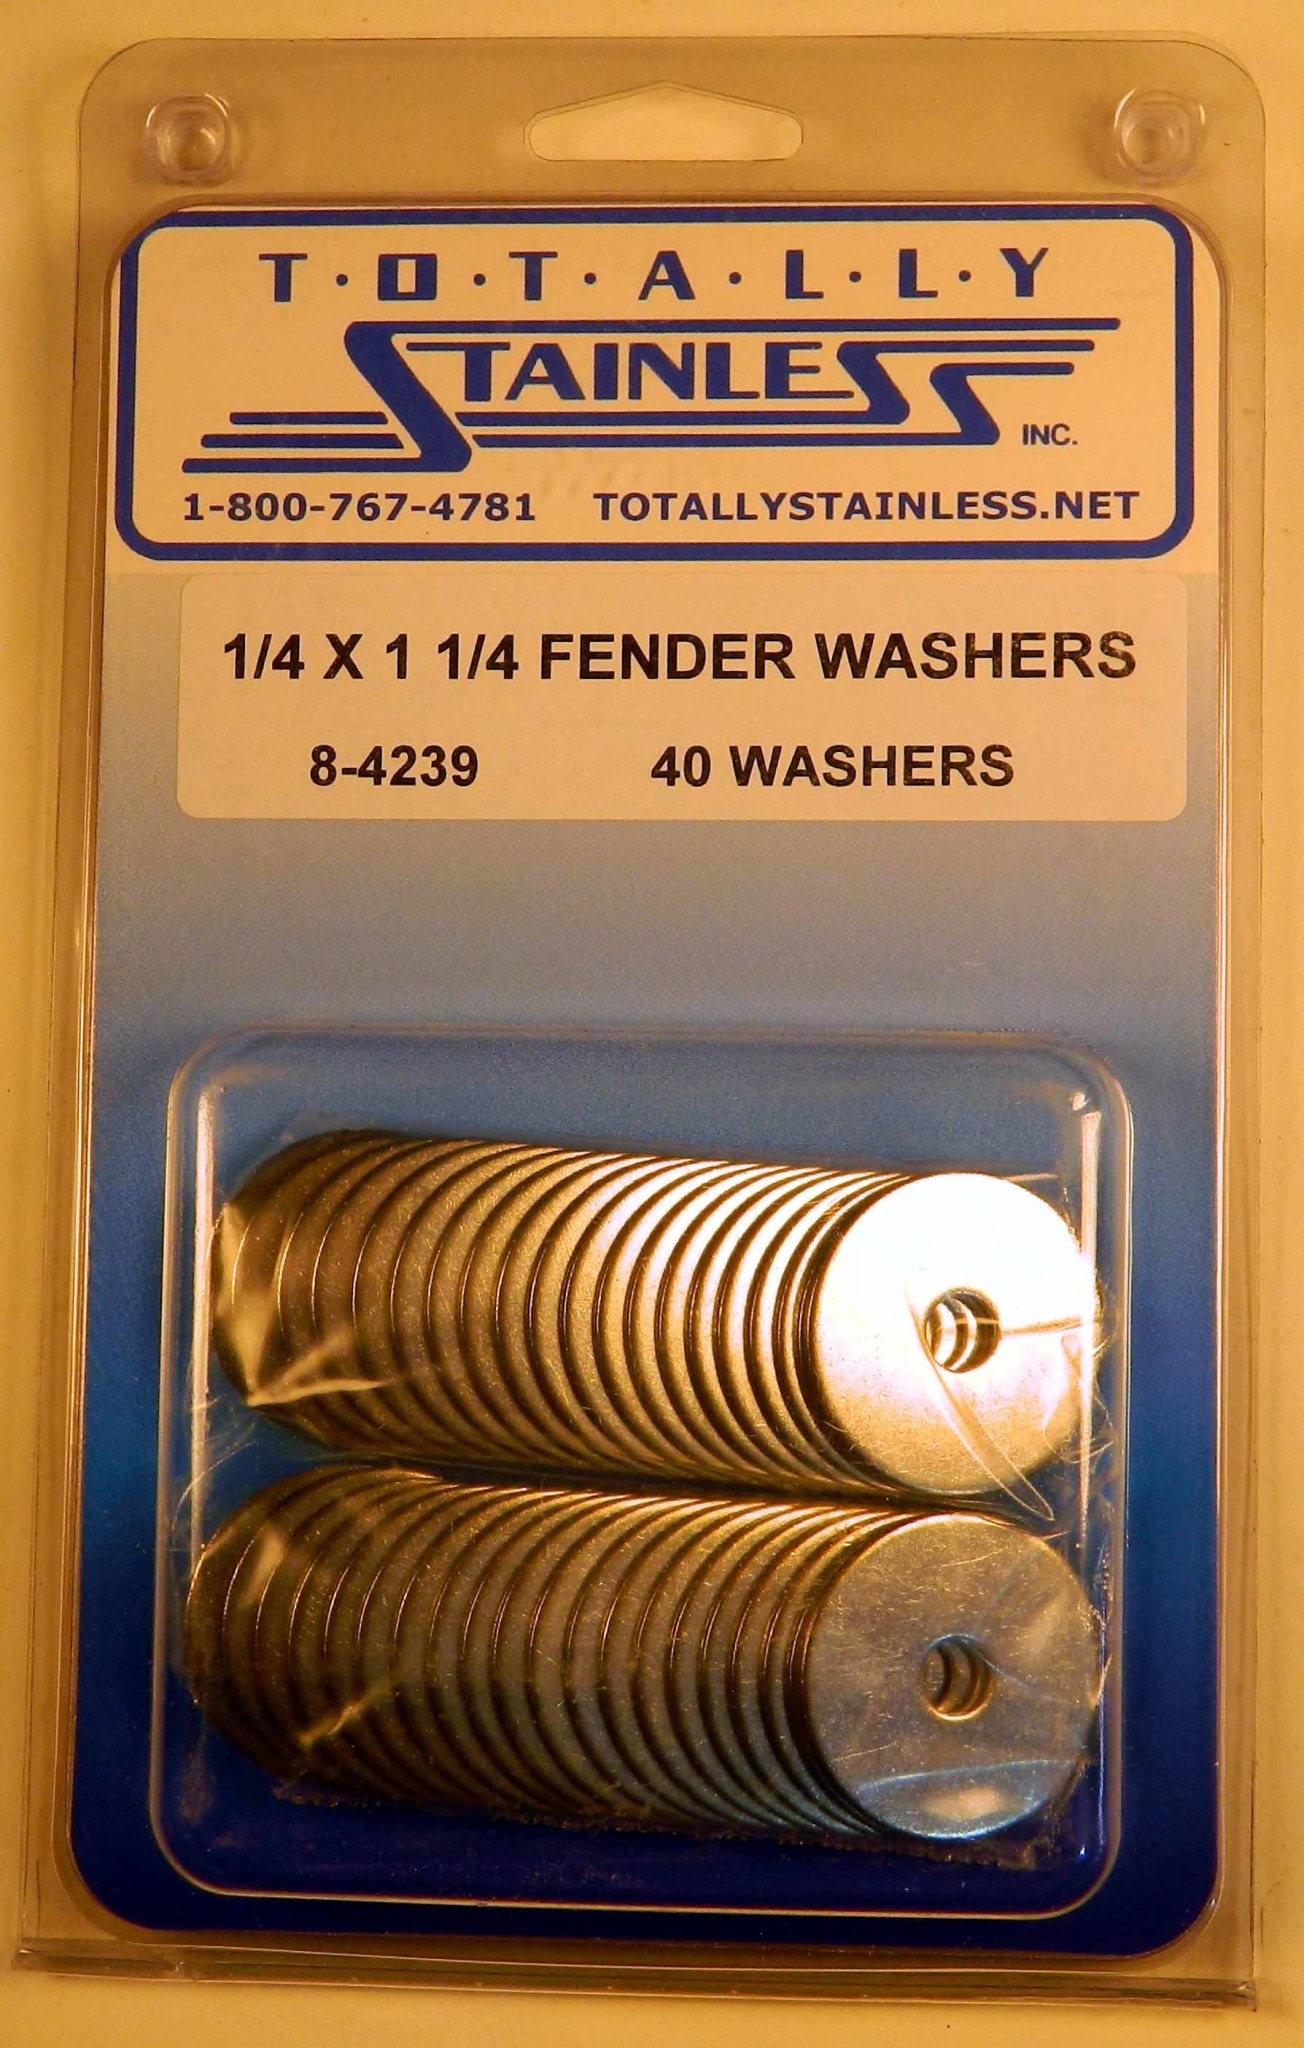 T·O·T·A·L·L·Y
STAINLESS INC.
1-800-767-4781 TOTALLYSTAINLESS.NET
1/4 X 1 1/4 FENDER WASHERS
8-4239 40 WASHERS